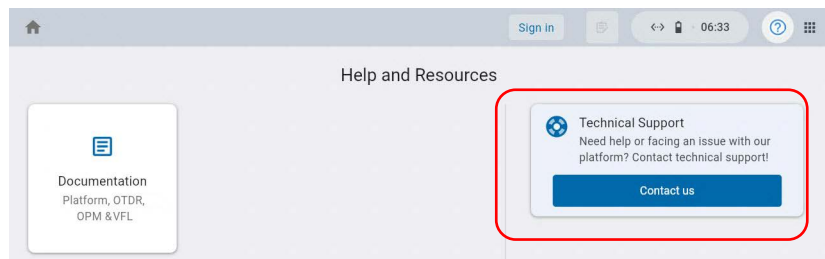 Sign in
06:33
Help and Resources
Documentation
Platform, OTDR,
OPM &VFL
Technical Support
Need help or facing an issue with our
platform? Contact technical support!
Contact us